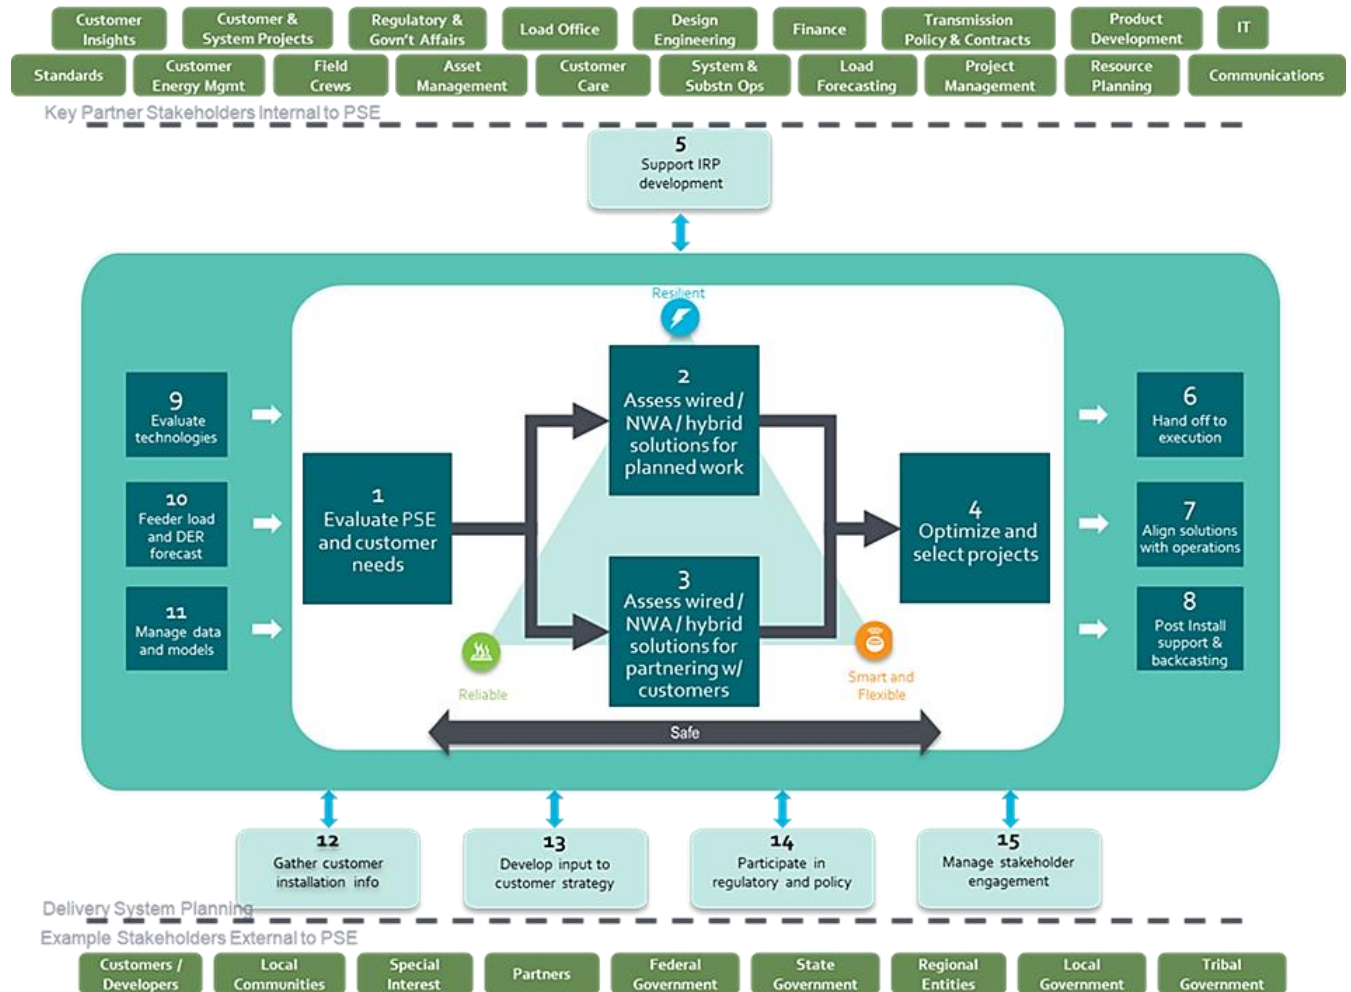 Customer
Insights
Customer &
System Projects
Regulatory &
Govn't Affairs
Load Office
Design
Engineering
Finance
Transmission
Policy & Contracts
Product
Development
IT
Standards
Customer
Energy Mgmt
Field
Crews
Asset
Management
Customer
Care
System &
Substn Ops
Load
Forecasting
Project
Management
Resource
Planning
Communications
Key Partner Stakeholders Internal to PSE
5
Support IRP
development
Resilient
9
Evaluate
technologies
10
Feeder load
and DER
forecast
11
Manage data
and models
1
Evaluate PSE
and customer
needs
2
Assess wired /
NWA / hybrid
solutions for
planned work
3
Assess wired /
NWA / hybrid
solutions for
partnering w/
customers
4
Optimize and
select projects
6
Hand off to
execution
7
Align solutions
with operations
8
Post Install
support &
backcasting
Reliable
Smart and
Flexible
Safe
12
Gather customer
installation info
13
Develop input to
customer strategy
14
Participate in
regulatory and policy
15
Manage stakeholder
engagement
Delivery System Planning
Example Stakeholders External to PSE
Customers /
Developers
Local
Communities
Special
Interest
Partners
Federal
Government
State
Government
Regional
Entities
Local
Government
Tribal
Government